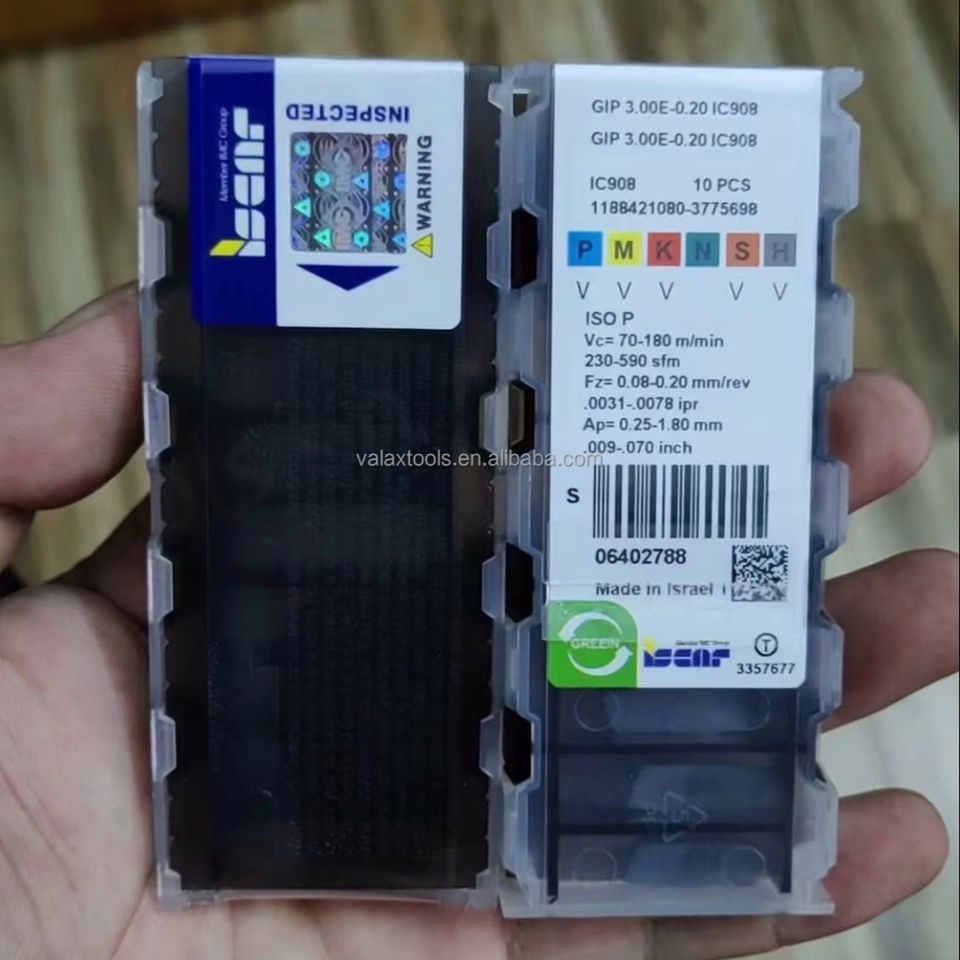 INSPECTED
WARNING
Member IMC Group
iscar
GIP 3.00E-0.20 IC908
GIP 3.00E-0.20 IC908
IC908 10 PCS
1188421080-3775698
P M K N S H
V V V V V
ISO P
Vc= 70-180 m/min
230-590 sfm
Fz= 0.08-0.20 mm/rev
.0031-.0078 ipr
Ap= 0.25-1.80 mm
.009-.070 inch
valaxtools.en.alibaba.com
S
06402788
Made in Israel
GREEIN
Member IMC Group
iscar
T
3357677